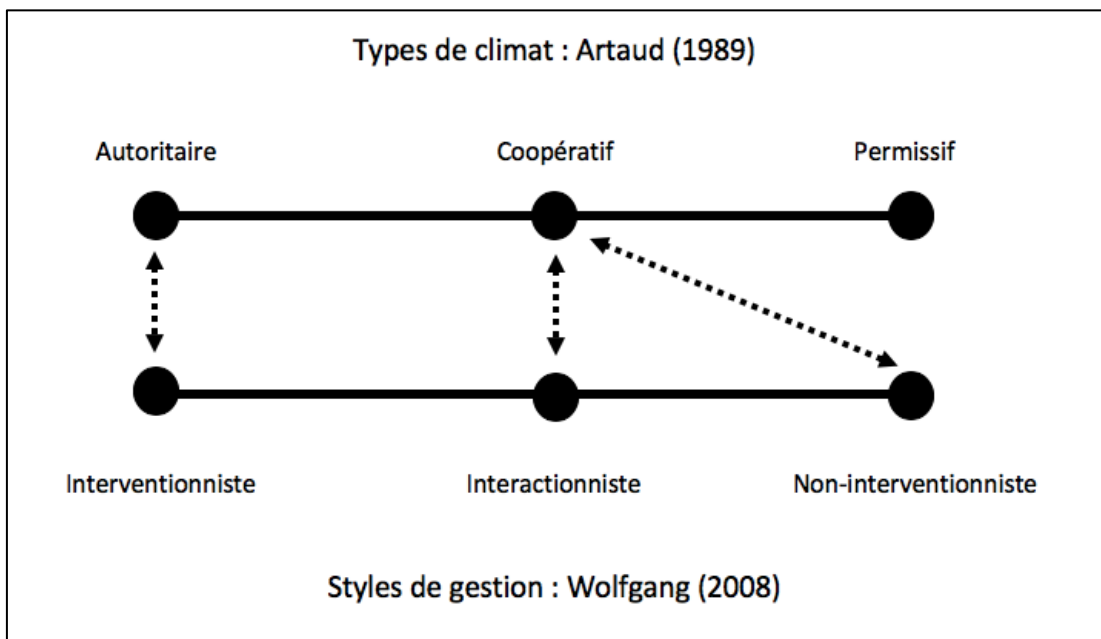 Types de climat : Artaud (1989)
Autoritaire Coopératif Permissif
Interventionniste Interactionniste Non-interventionniste
Styles de gestion : Wolfgang (2008)